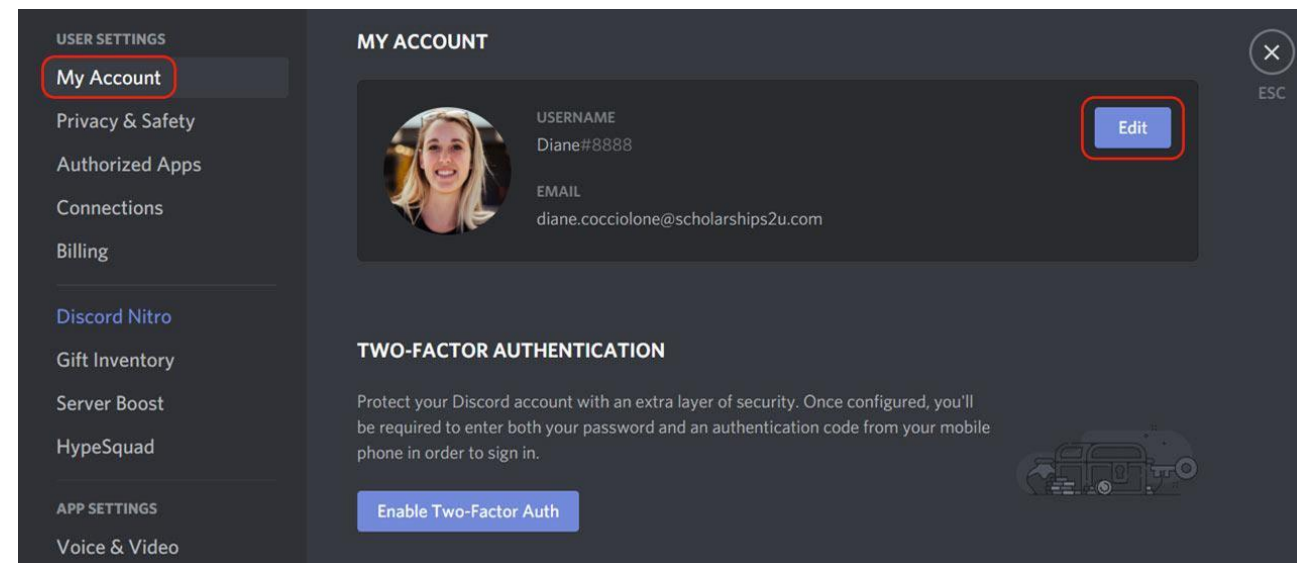 USER SETTINGS
My Account
Privacy & Safety
Authorized Apps
Connections
Billing
Discord Nitro
Gift Inventory
Server Boost
HypeSquad
APP SETTINGS
Voice & Video
MY ACCOUNT
USERNAME
Diane#8888
EMAIL
diane.cocciolone@scholarships2u.com
Edit
ESC
TWO-FACTOR AUTHENTICATION
Protect your Discord account with an extra layer of security. Once configured, you'll
be required to enter both your password and an authentication code from your mobile
phone in order to sign in.
Enable Two-Factor Auth